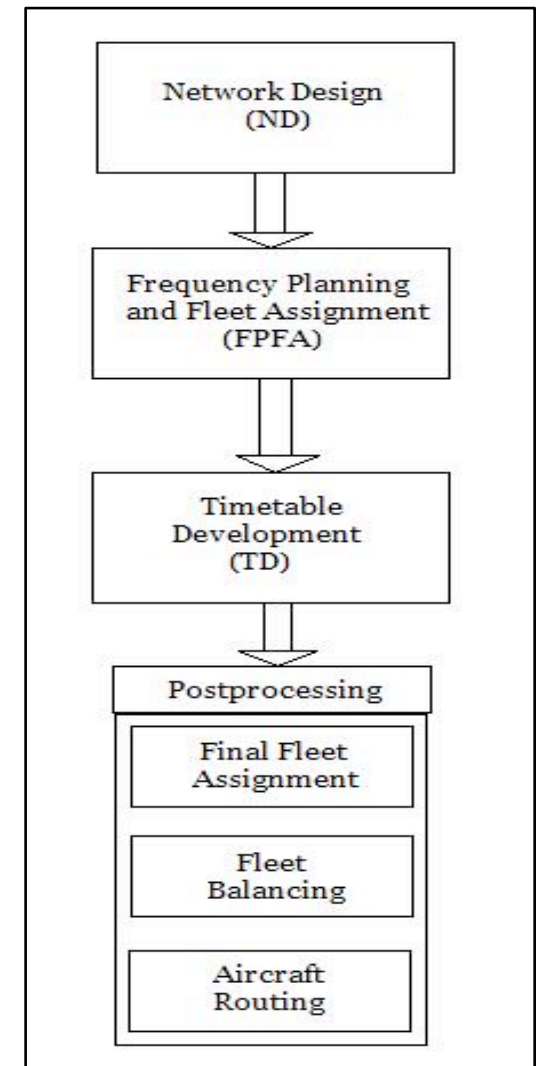 Network Design
(ND)
Frequency Planning
and Fleet Assignment
(FPFA)
Timetable
Development
(TD)
Postprocessing
Final Fleet
Assignment
Fleet
Balancing
Aircraft
Routing